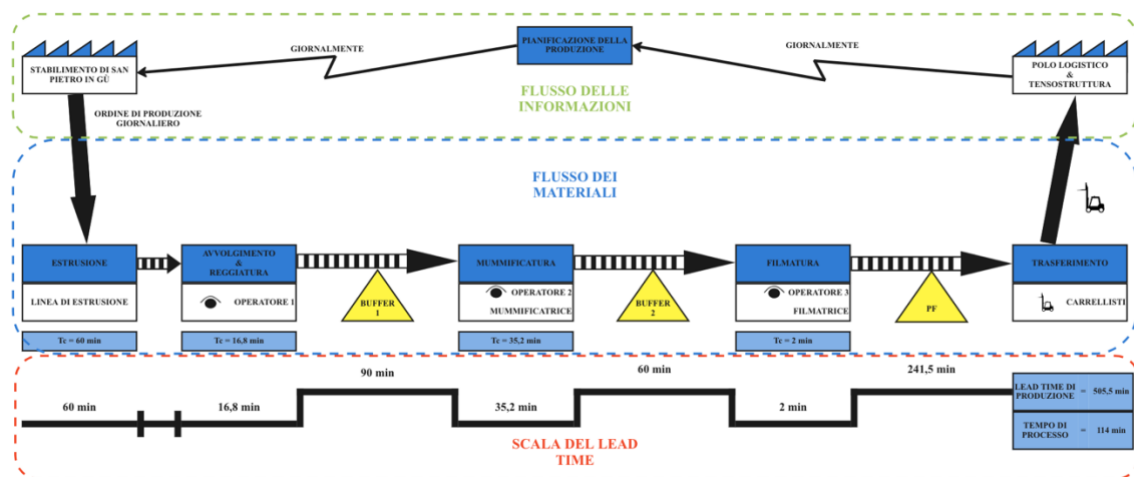 PIANIFICAZIONE DELLA
PRODUZIONE
GIORNALMENTE
GIORNALMENTE
STABILIMENTO DI SAN
PIETRO IN GÙ
POLO LOGISTICO
&
TENSOSTRUTTURA
FLUSSO DELLE
INFORMAZIONI
ORDINE DI PRODUZIONE
GIORNALIERO
FLUSSO DEI
MATERIALI
ESTRUSIONE
LINEA DI ESTRUSIONE
Tc = 60 min
AVVOLGIMENTO
&
REGGIATURA
OPERATORE 1
Tc = 16,8 min
BUFFER
1
MUMMIFICATURA
OPERATORE 2
MUMMIFICATRICE
Tc = 35,2 min
BUFFER
2
FILMATURA
OPERATORE 3
FILMATRICE
Tc = 2 min
PF
TRASFERIMENTO
CARRELLISTI
60 min
16,8 min
90 min
35,2 min
60 min
2 min
241,5 min
LEAD TIME DI
PRODUZIONE = 505,5 min
TEMPO DI
PROCESSO = 114 min
SCALA DEL LEAD
TIME